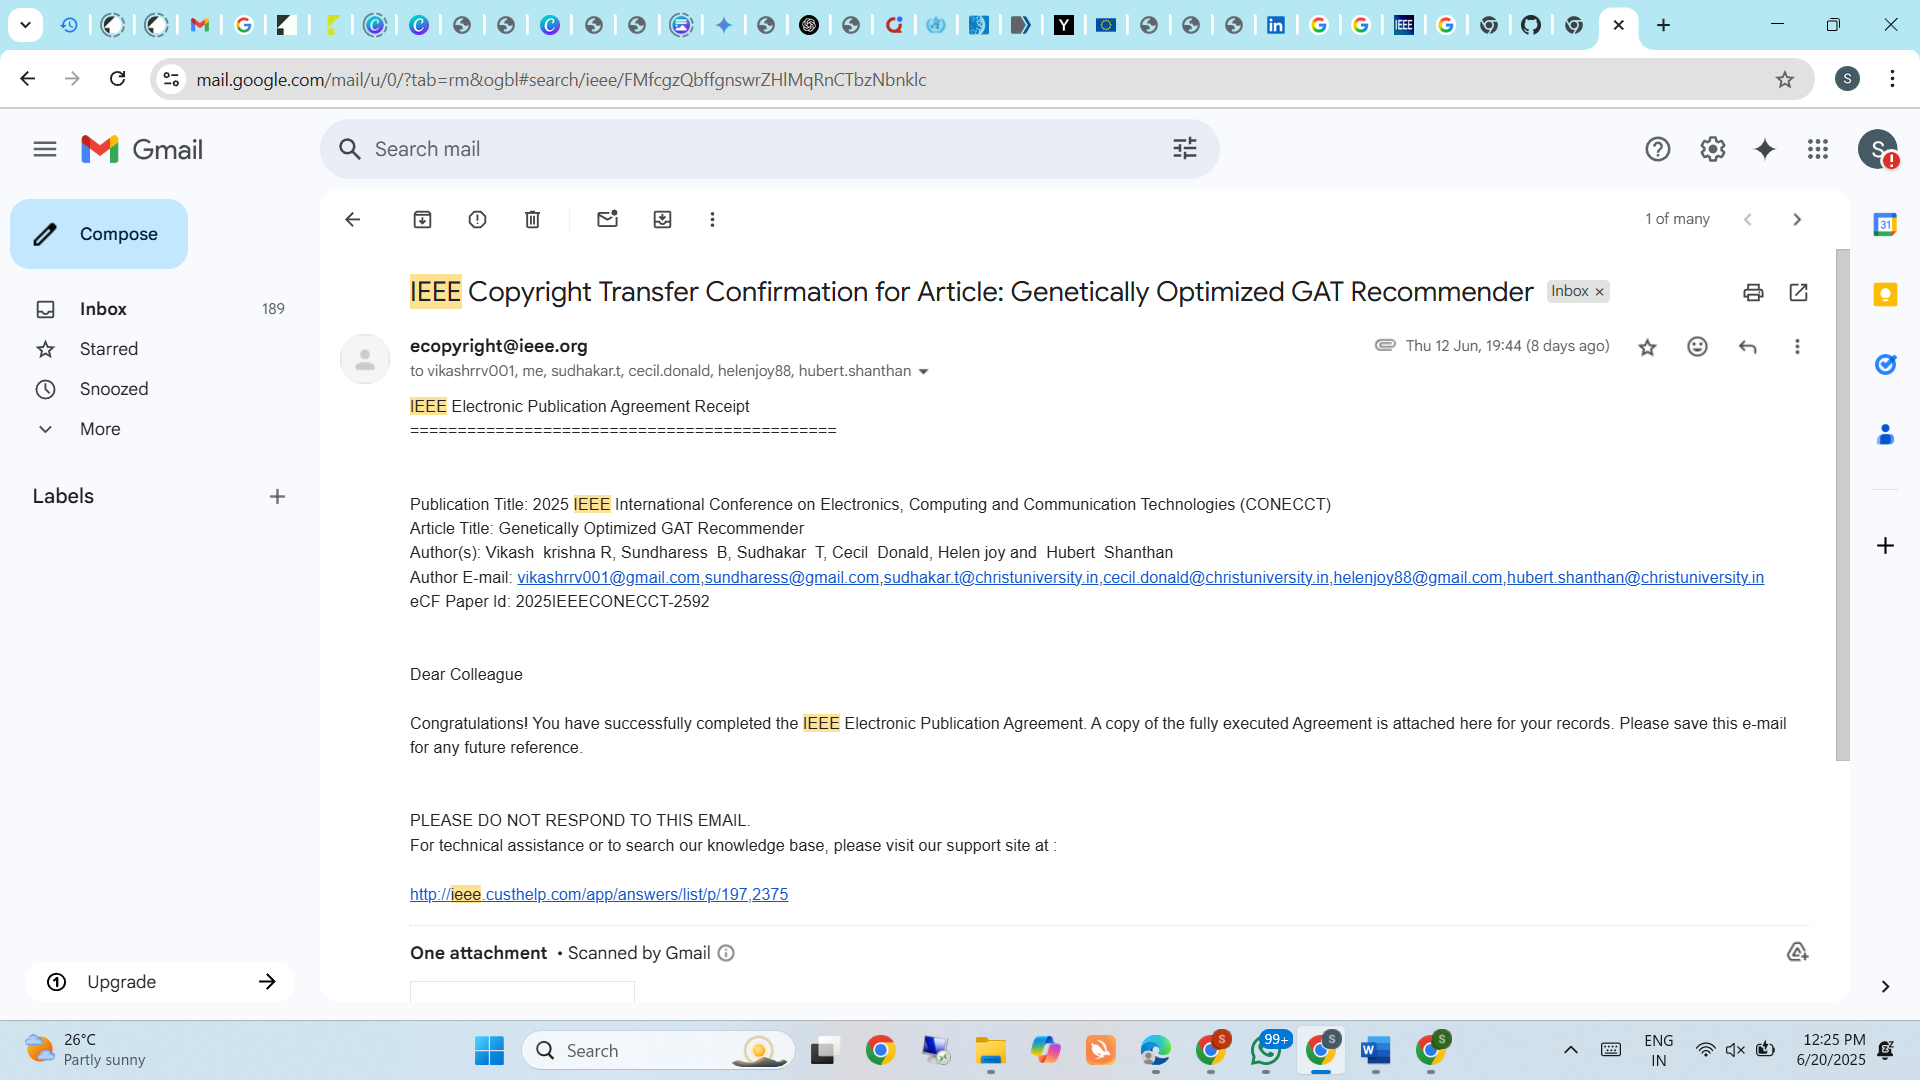 mail.google.com/mail/u/0/?tab=rm&ogbl#search/ieee/FMfcgzQbffgnswrZHlMqRnCTbzNbnklc
S
Gmail
Search mail
S
Compose
1 of many
Inbox 189
Starred
Snoozed
More
Labels
Upgrade
IEEE Copyright Transfer Confirmation for Article: Genetically Optimized GAT Recommender
Inbox ×
ecopyright@ieee.org
Thu 12 Jun, 19:44 (8 days ago)
to vikashrrv001, me, sudhakar.t, cecil.donald, helenjoy88, hubert.shanthan
IEEE Electronic Publication Agreement Receipt
=============================================
Publication Title: 2025 IEEE International Conference on Electronics, Computing and Communication Technologies (CONECCT)
Article Title: Genetically Optimized GAT Recommender
Author(s): Vikash  krishna R, Sundharess  B, Sudhakar  T, Cecil  Donald, Helen joy and  Hubert  Shanthan
Author E-mail: vikashrrv001@gmail.com,sundharess@gmail.com,sudhakar.t@christuniversity.in,cecil.donald@christuniversity.in,helenjoy88@gmail.com,hubert.shanthan@christuniversity.in
eCF Paper Id: 2025IEEECONECCT-2592
Dear Colleague
Congratulations! You have successfully completed the IEEE Electronic Publication Agreement. A copy of the fully executed Agreement is attached here for your records. Please save this e-mail
for any future reference.
PLEASE DO NOT RESPOND TO THIS EMAIL.
For technical assistance or to search our knowledge base, please visit our support site at :
http://ieee.custhelp.com/app/answers/list/p/197,2375
One attachment • Scanned by Gmail
31
26°C
Partly sunny
Search
99+
ENG
IN
12:25 PM
6/20/2025